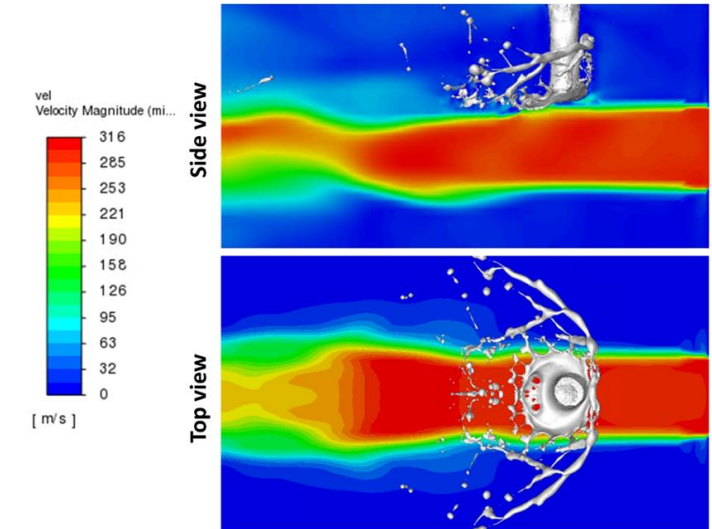 vel
Velocity Magnitude (mi...
316
285
253
221
190
158
126
95
63
32
0
[ m/s ]
Side view
Top view